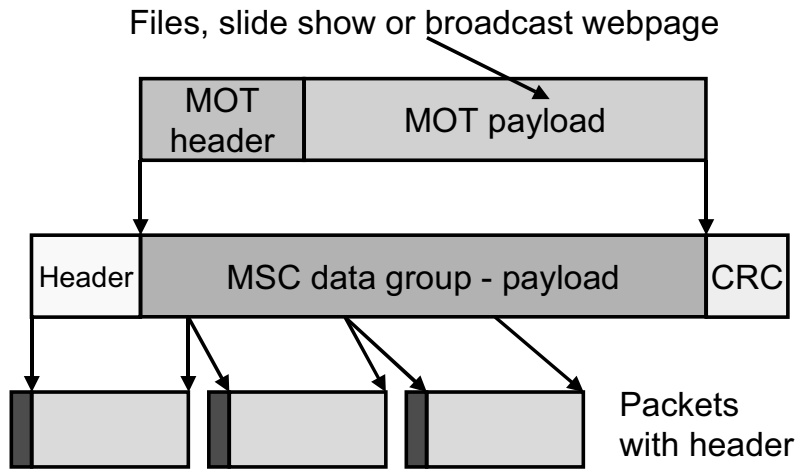 Files, slide show or broadcast webpage
MOT
header
MOT payload
Header
MSC data group - payload
CRC
Packets
with header